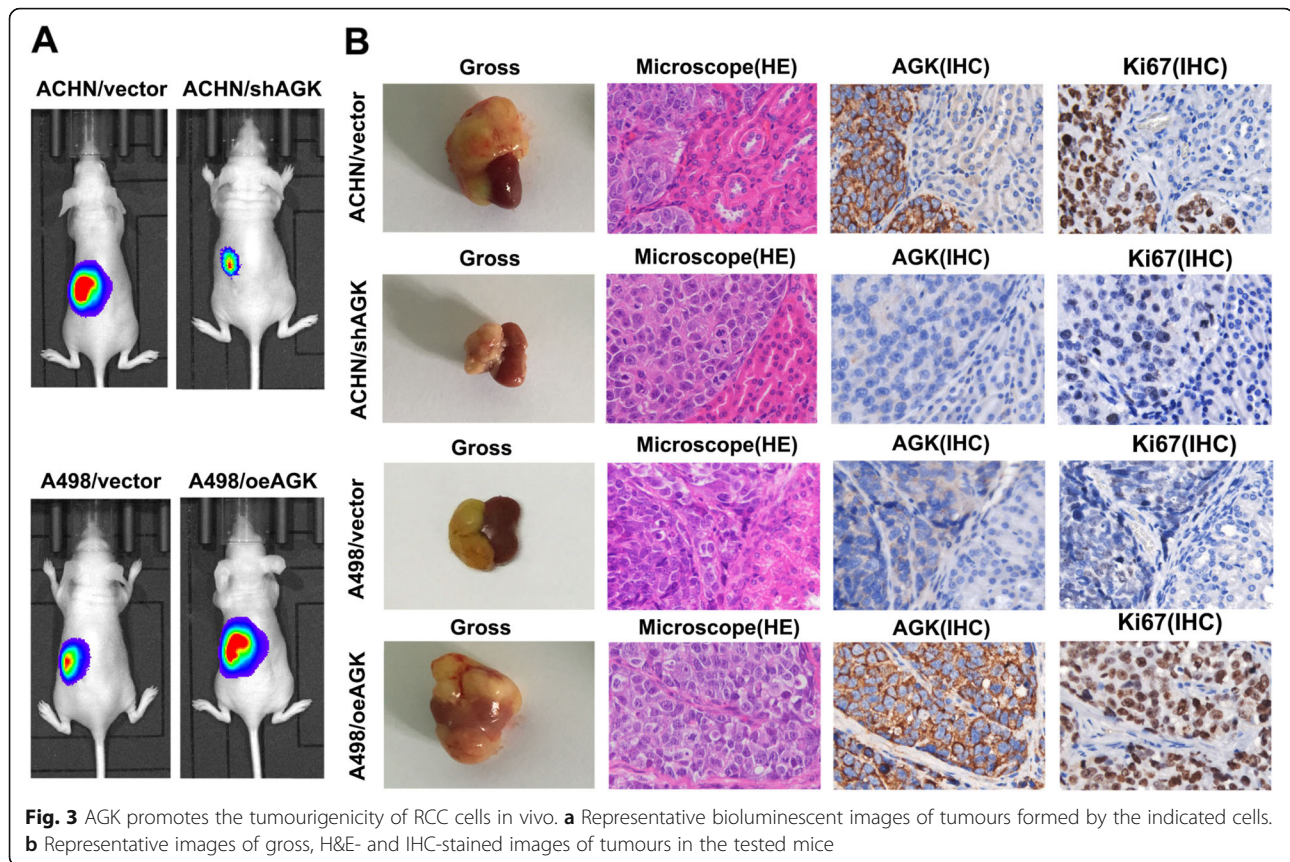 A
B
ACHN/vector ACHN/shAGK
A498/vector A498/oeAGK
Gross Microscope(HE) AGK(IHC) Ki67(IHC)
ACHN/vector
Gross Microscope(HE) AGK(IHC) Ki67(IHC)
ACHN/shAGK
Gross Microscope(HE) AGK(IHC) Ki67(IHC)
A498/vector
Gross Microscope(HE) AGK(IHC) Ki67(IHC)
A498/oeAGK
Fig. 3 AGK promotes the tumourigenicity of RCC cells in vivo. a Representative bioluminescent images of tumours formed by the indicated cells.
b Representative images of gross, H&E- and IHC-stained images of tumours in the tested mice